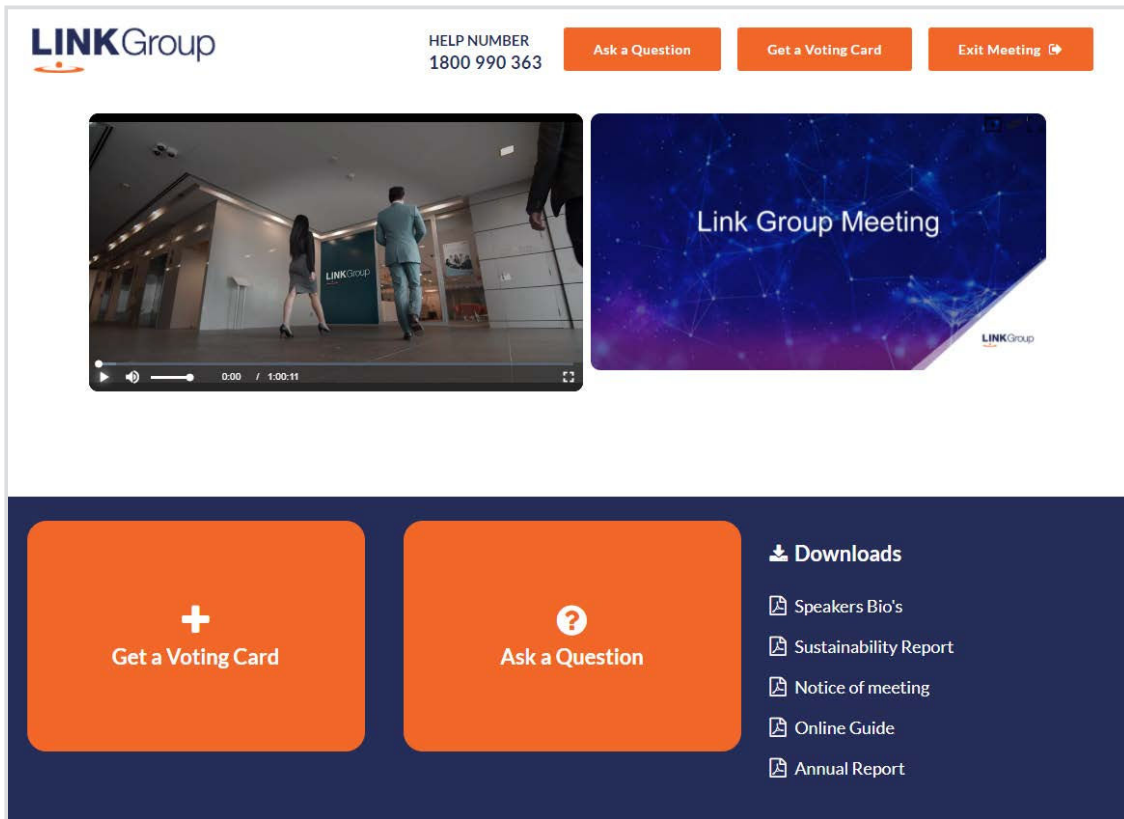 LINKGroup
HELP NUMBER
1800 990 363
Ask a Question
Get a Voting Card
Exit Meeting
LINKGroup
0:00 / 1:00:11
Link Group Meeting
LINKGroup
Get a Voting Card
Ask a Question
Downloads
Speakers Bio's
Sustainability Report
Notice of meeting
Online Guide
Annual Report